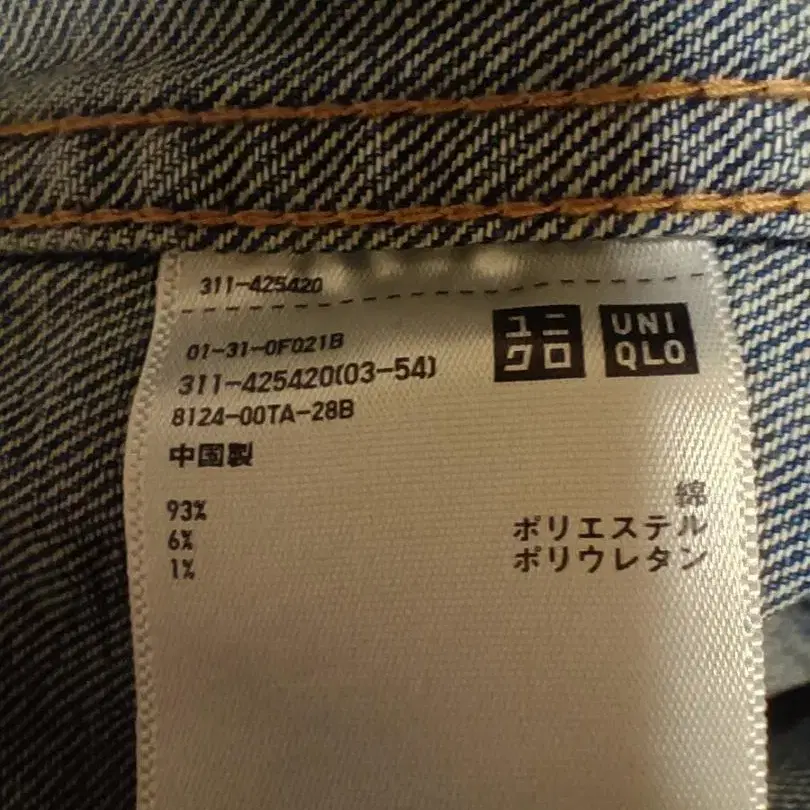 311-425420
01-31-0F021B
311-425420(03-54)
8124-00TA-28B
中国製
ユニ
クロ
UNI
QLO
93% 綿
6% ポリエステル
1% ポリウレタン